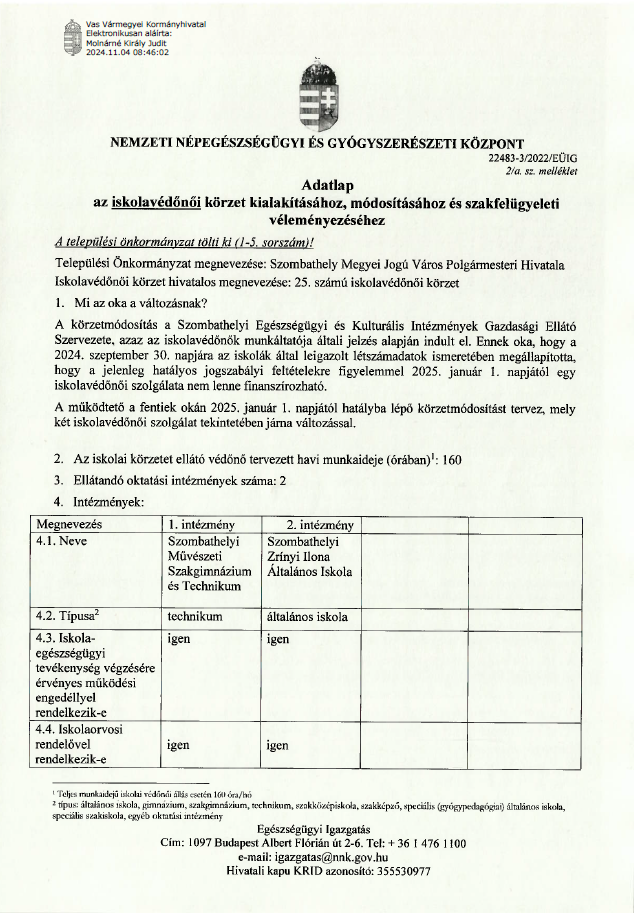 Vas Vármegyei Kormányhivatal
Elektronikusan aláírta:
Molnárné Király Judit
2024.11.04 08:46:02
NEMZETI NÉPEGÉSZSÉGÜGYI ÉS GYÓGYSZERÉSZETI KÖZPONT
22483-3/2022/EÜIG
2/a. sz. melléklet
Adatlap
az iskolavédőnői körzet kialakításához, módosításához és szakfelügyeleti
véleményezéséhez
A települési önkormányzat tölti ki (1-5. sorszám)!
Települési Önkormányzat megnevezése: Szombathely Megyei Jogú Város Polgármesteri Hivatala
Iskolavédőnői körzet hivatalos megnevezése: 25. számú iskolavédőnői körzet
1. Mi az oka a változásnak?
A körzetmódosítás a Szombathelyi Egészségügyi és Kulturális Intézmények Gazdasági Ellátó
Szervezete, azaz az iskolavédőnők munkáltatója általi jelzés alapján indult el. Ennek oka, hogy a
2024. szeptember 30. napjára az iskolák által leigazolt létszámadatok ismeretében megállapította,
hogy a jelenleg hatályos jogszabályi feltételekre figyelemmel 2025. január 1. napjától egy
iskolavédőnői szolgálata nem lenne finanszírozható.
A működtető a fentiek okán 2025. január 1. napjától hatályba lépő körzetmódosítást tervez, mely
két iskolavédőnői szolgálat tekintetében járna változással.
2. Az iskolai körzetet ellátó védőnő tervezett havi munkaideje (órában)¹: 160
3. Ellátandó oktatási intézmények száma: 2
4. Intézmények:
Megnevezés 1. intézmény 2. intézmény
4.1. Neve Szombathelyi Szombathelyi
Művészeti Zrínyi Ilona
Szakgimnázium Általános Iskola
és Technikum
4.2. Típusa² technikum általános iskola
4.3. Iskola- igen igen
egészségügyi
tevékenység végzésére
érvényes működési
engedéllyel
rendelkezik-e
4.4. Iskolaorvosi
rendelővel igen igen
rendelkezik-e
¹ Teljes munkaidejű iskolai védőnői állás esetén 160 óra/hó
² típus: általános iskola, gimnázium, szakgimnázium, technikum, szakközépiskola, szakképző, speciális (gyógypedagógiai) általános iskola,
speciális szakiskola, egyéb oktatási intézmény
Egészségügyi Igazgatás
Cím: 1097 Budapest Albert Flórián út 2-6. Tel: + 36 1 476 1100
e-mail: igazgatas@nnk.gov.hu
Hivatali kapu KRID azonosító: 355530977